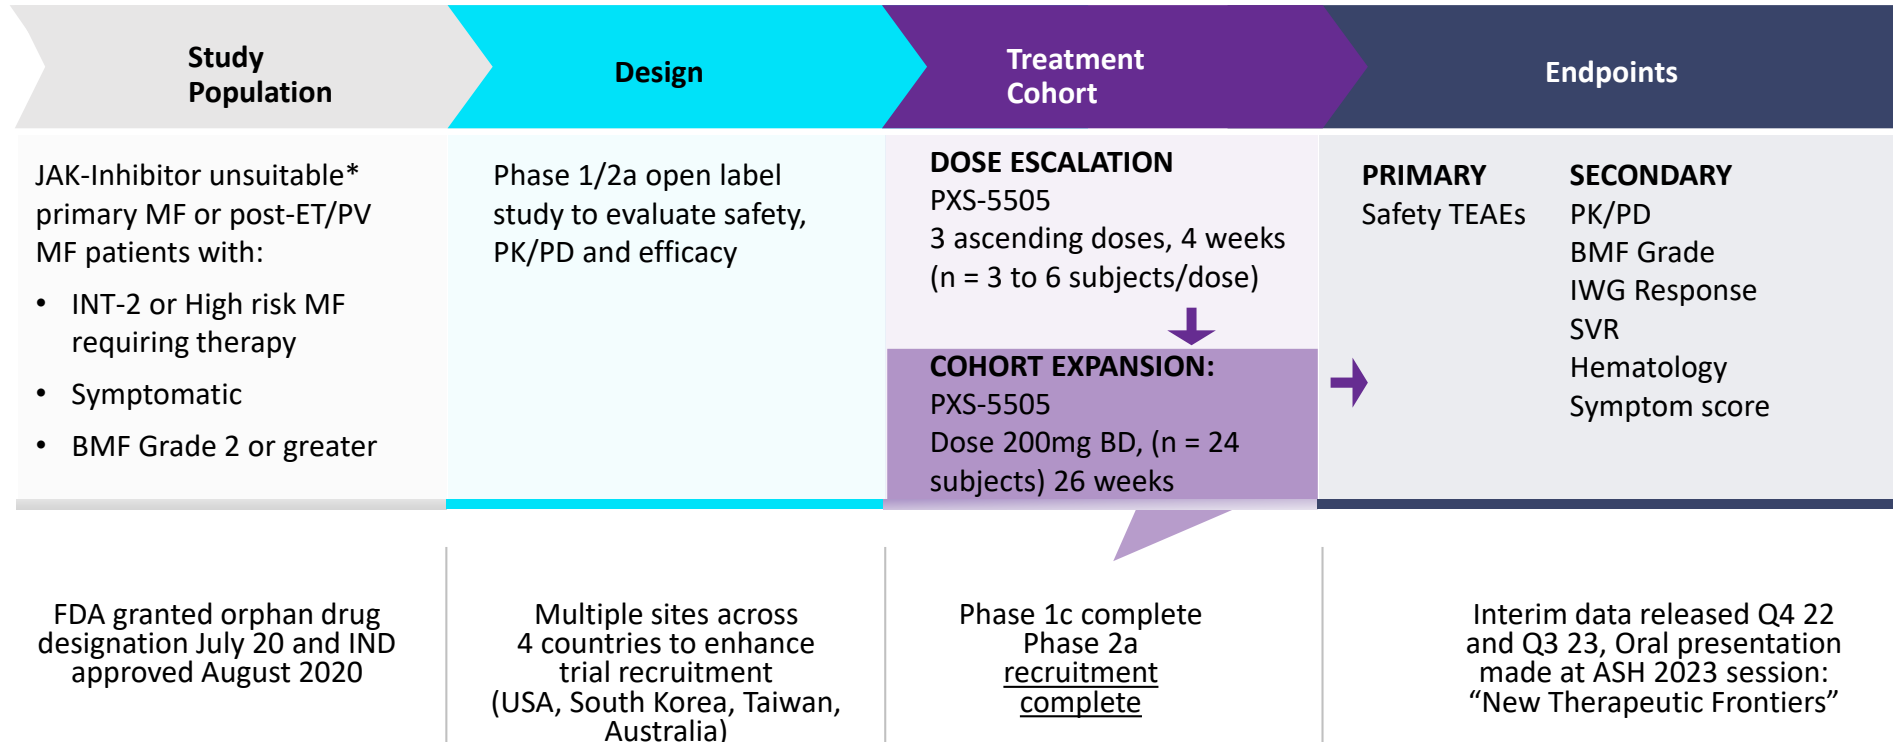 Study
Population
Design
Treatment
Cohort
Endpoints
JAK-Inhibitor unsuitable*
primary MF or post-ET/PV
MF patients with:
• INT-2 or High risk MF
requiring therapy
• Symptomatic
• BMF Grade 2 or greater
Phase 1/2a open label
study to evaluate safety,
PK/PD and efficacy
DOSE ESCALATION
PXS-5505
3 ascending doses, 4 weeks
(n = 3 to 6 subjects/dose)
COHORT EXPANSION:
PXS-5505
Dose 200mg BD, (n = 24
subjects) 26 weeks
PRIMARY
Safety TEAEs
SECONDARY
PK/PD
BMF Grade
IWG Response
SVR
Hematology
Symptom score
FDA granted orphan drug
designation July 20 and IND
approved August 2020
Multiple sites across
4 countries to enhance
trial recruitment
(USA, South Korea, Taiwan,
Australia)
Phase 1c complete
Phase 2a
recruitment
complete
Interim data released Q4 22
and Q3 23, Oral presentation
made at ASH 2023 session:
“New Therapeutic Frontiers”